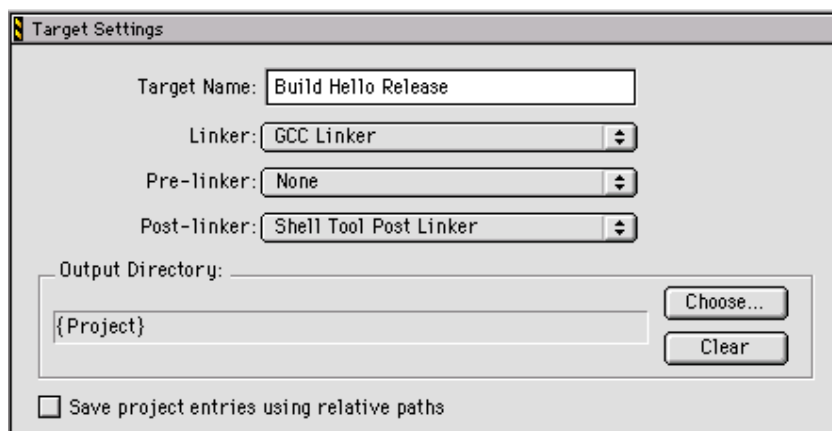 Target Settings
Target Name: Build Hello Release
Linker: GCC Linker
Pre-linker: None
Post-linker: Shell Tool Post Linker
Output Directory:
Choose...
{Project}
Clear
Save project entries using relative paths